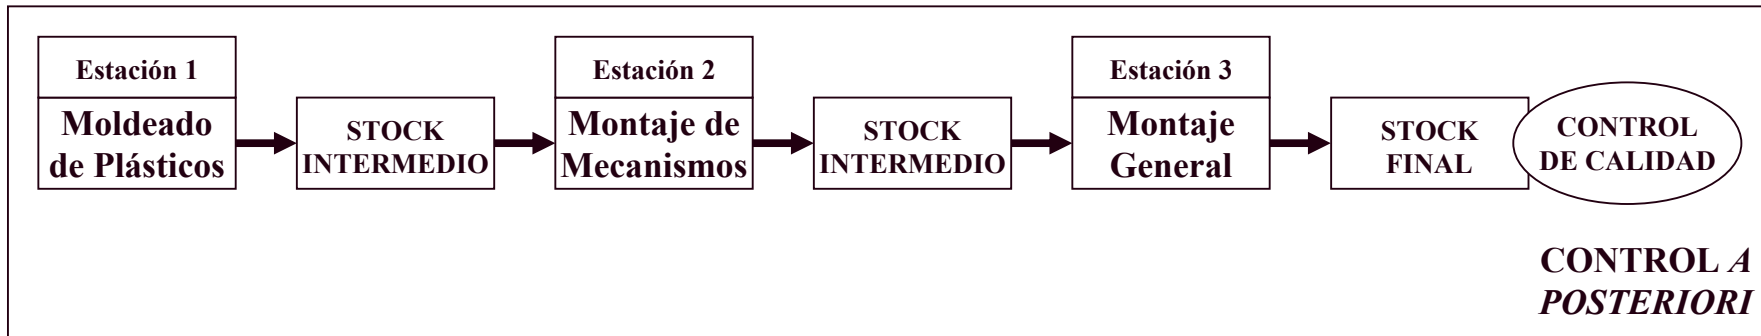 Estación 1
Moldeado
de Plásticos
STOCK
INTERMEDIO
Estación 2
Montaje de
Mecanismos
STOCK
INTERMEDIO
Estación 3
Montaje
General
STOCK
FINAL
CONTROL
DE CALIDAD
CONTROL A
POSTERIORI